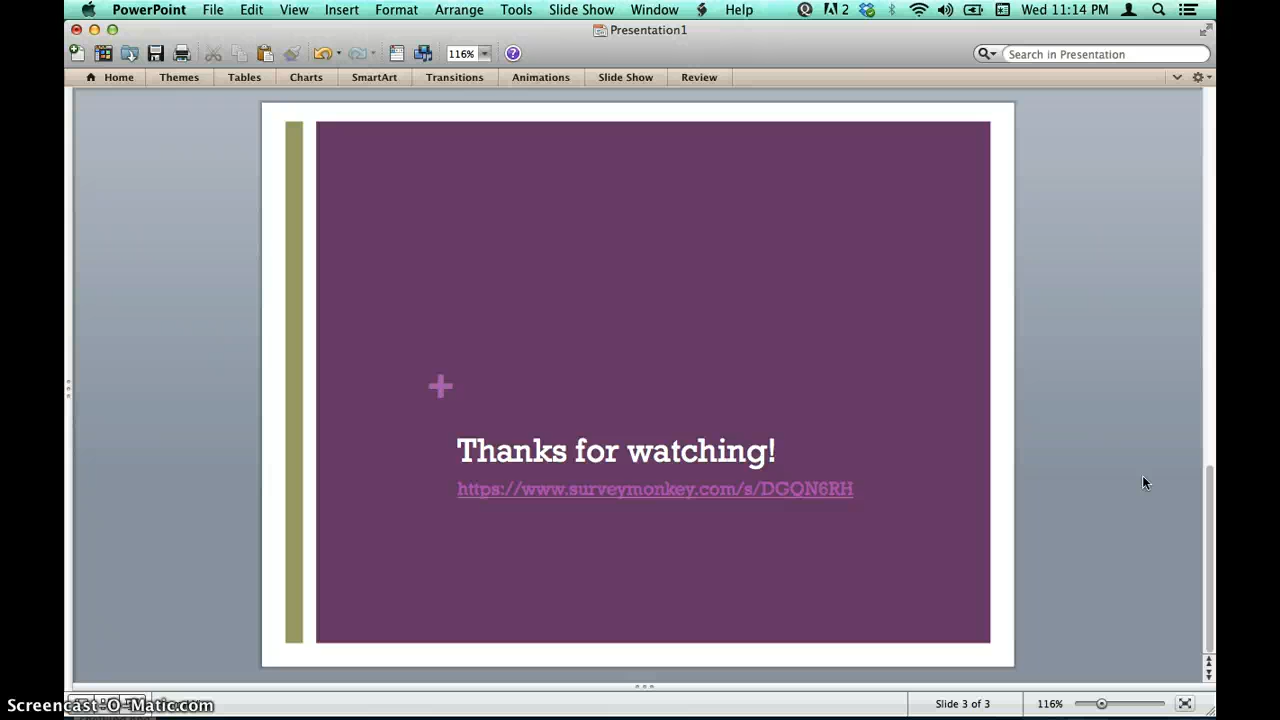 PowerPoint File Edit View Insert Format Arrange Tools Slide Show Window Help 2 Wed 11:14 PM
Presentation1
116% Search in Presentation
Home Themes Tables Charts SmartArt Transitions Animations Slide Show Review
+
Thanks for watching!
https://www.surveymonkey.com/s/DGQN6RH
Screencast-O-Matic.com Slide 3 of 3 116%